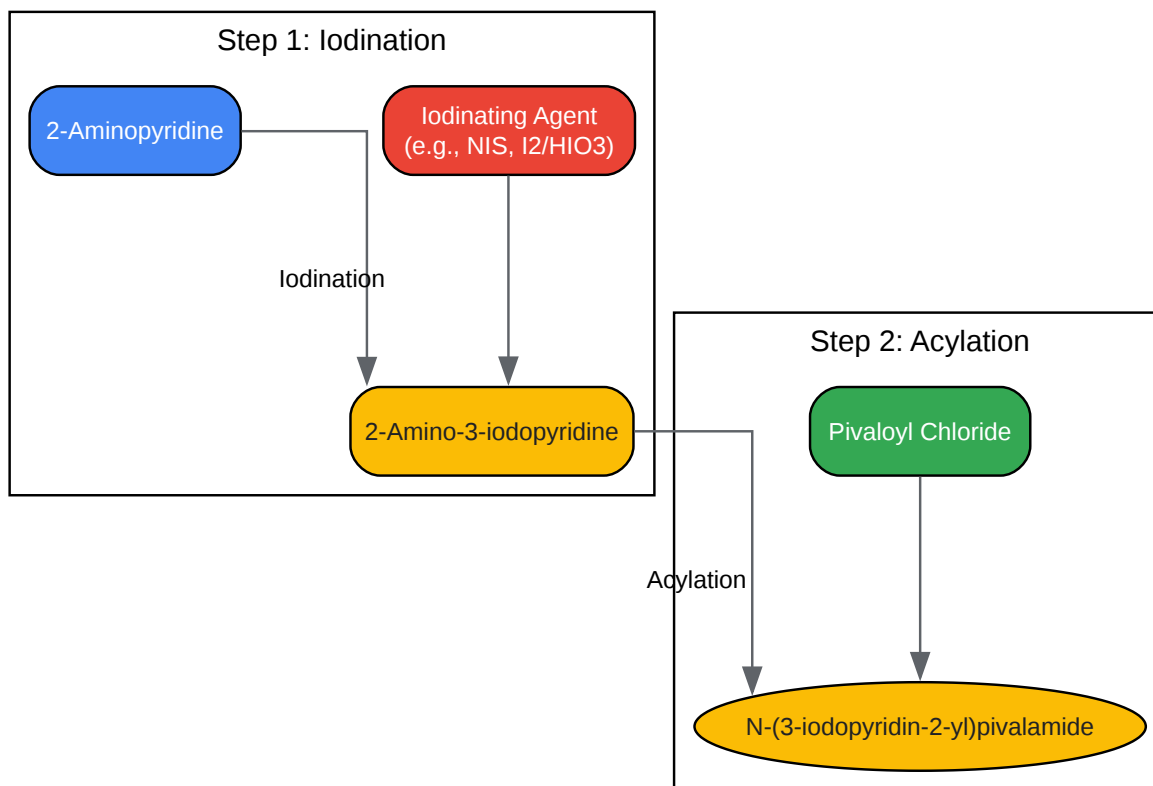 Step 1: Iodination
2-Aminopyridine
Iodinating Agent
(e.g., NIS, I2/HIO3)
Iodination
2-Amino-3-iodopyridine
Step 2: Acylation
Pivaloyl Chloride
Acylation
N-(3-iodopyridin-2-yl)pivalamide